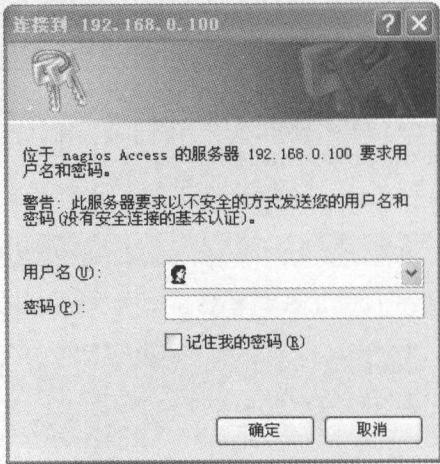 连接到 192.168.0.100
位于 nagios Access 的服务器 192.168.0.100 要求用
户名和密码。
警告: 此服务器要求以不安全的方式发送您的用户名和
密码(没有安全连接的基本认证)。
用户名(U):
密码(P):
记住我的密码(R)
确定 取消